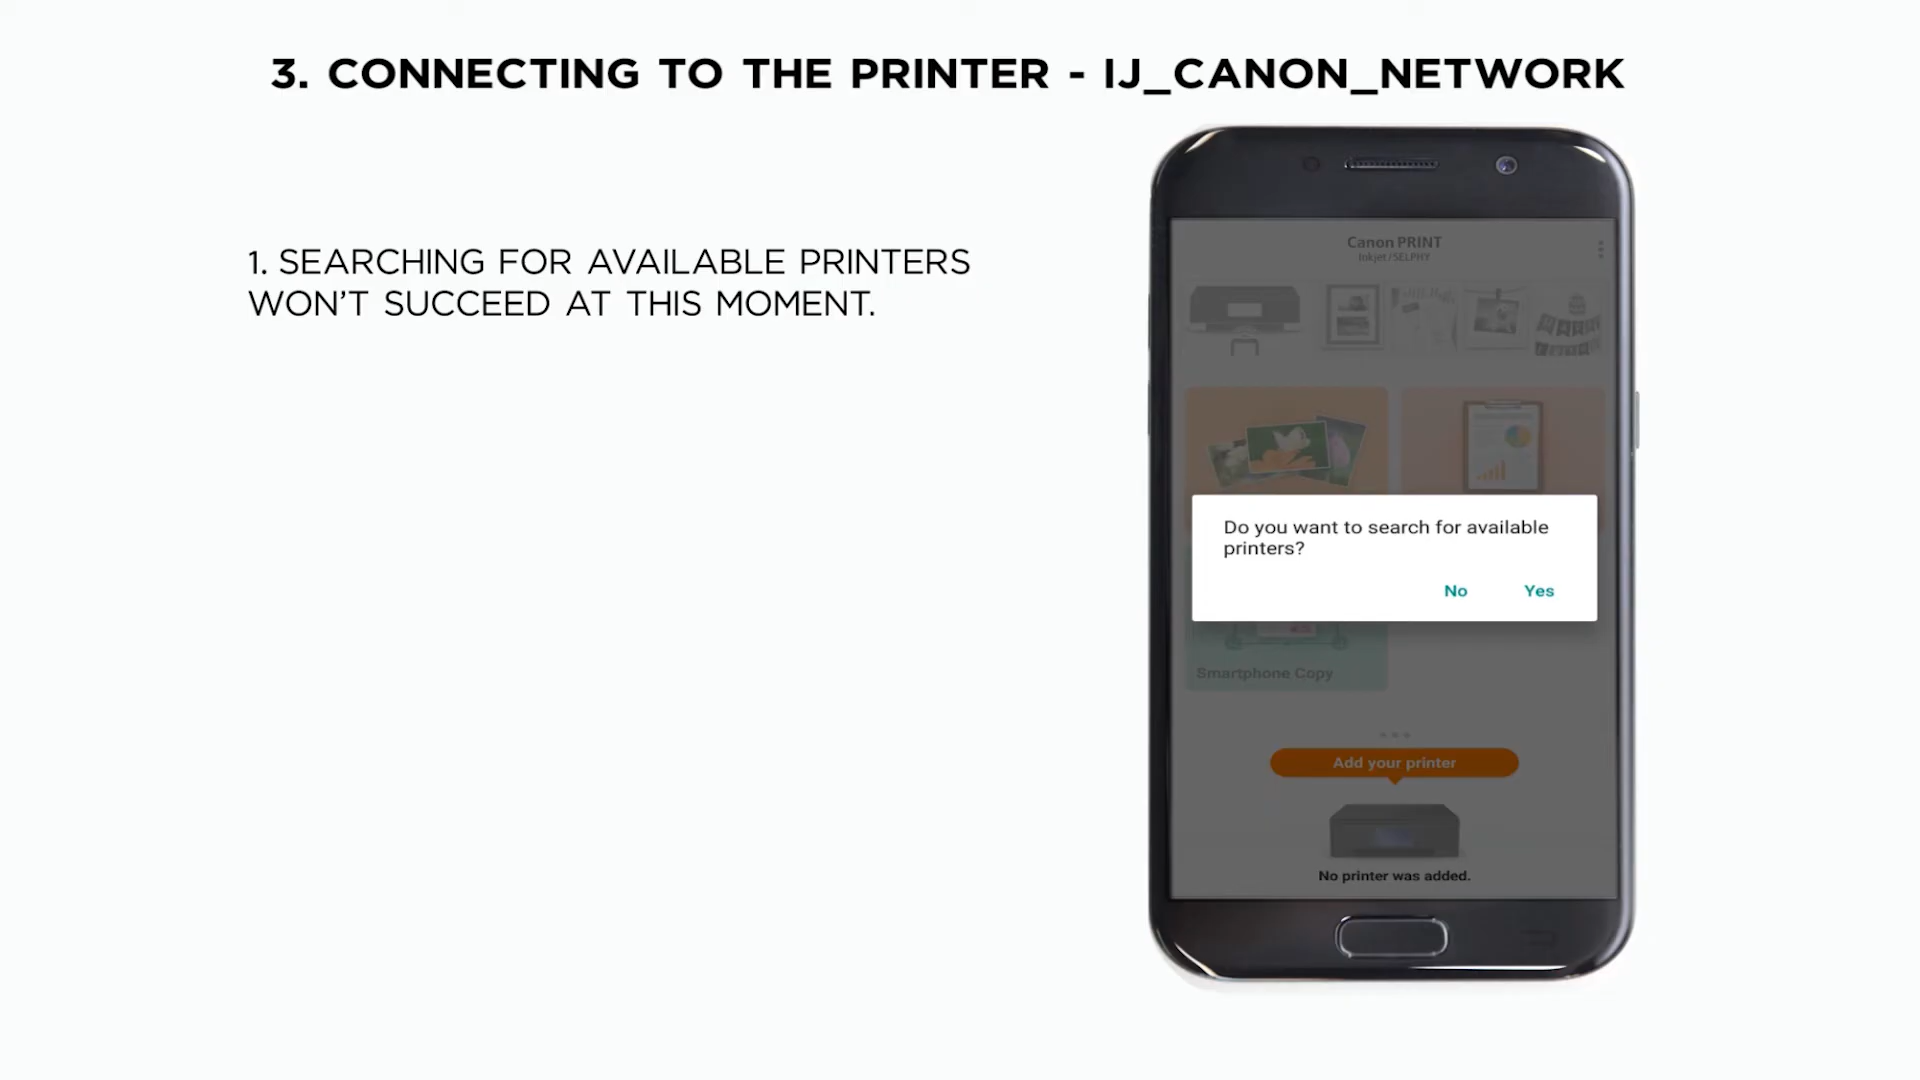 3. CONNECTING TO THE PRINTER - IJ_CANON_NETWORK
1. SEARCHING FOR AVAILABLE PRINTERS
WON'T SUCCEED AT THIS MOMENT.
Canon PRINT
Inkjet/SELPHY
Do you want to search for available
printers?
No Yes
Smartphone Copy
Add your printer
No printer was added.